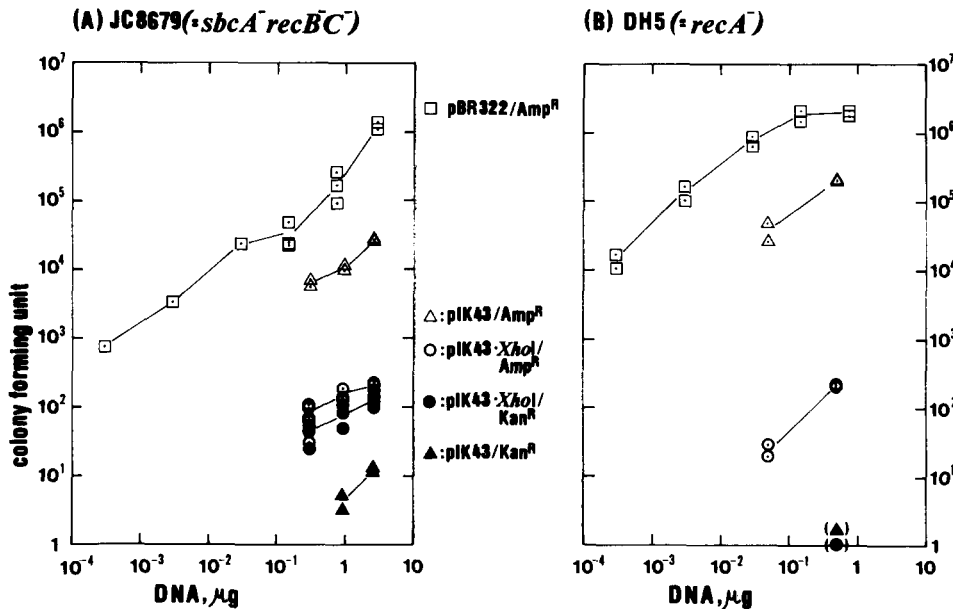 (A) JC8679 (= sbcA⁻ recB⁻C⁻)
(B) DH5 (= recA⁻)
10⁷
10⁶
10⁵
10⁴
10³
10²
10¹
1
colony forming unit
10⁻⁴ 10⁻³ 10⁻² 10⁻¹ 1 10
DNA, μg
pBR322/Ampᴿ
:pIK43/Ampᴿ
:pIK43·XhoI/
Ampᴿ
:pIK43·XhoI/
Kanᴿ
:pIK43/Kanᴿ
10⁷
10⁶
10⁵
10⁴
10³
10²
10¹
1
10⁻⁴ 10⁻³ 10⁻² 10⁻¹ 1 10
DNA, μg